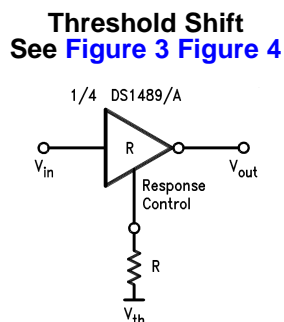 Threshold Shift
See Figure 3 Figure 4
1/4 DS1489/A
R
Vin
Vout
Response
Control
R
Vth